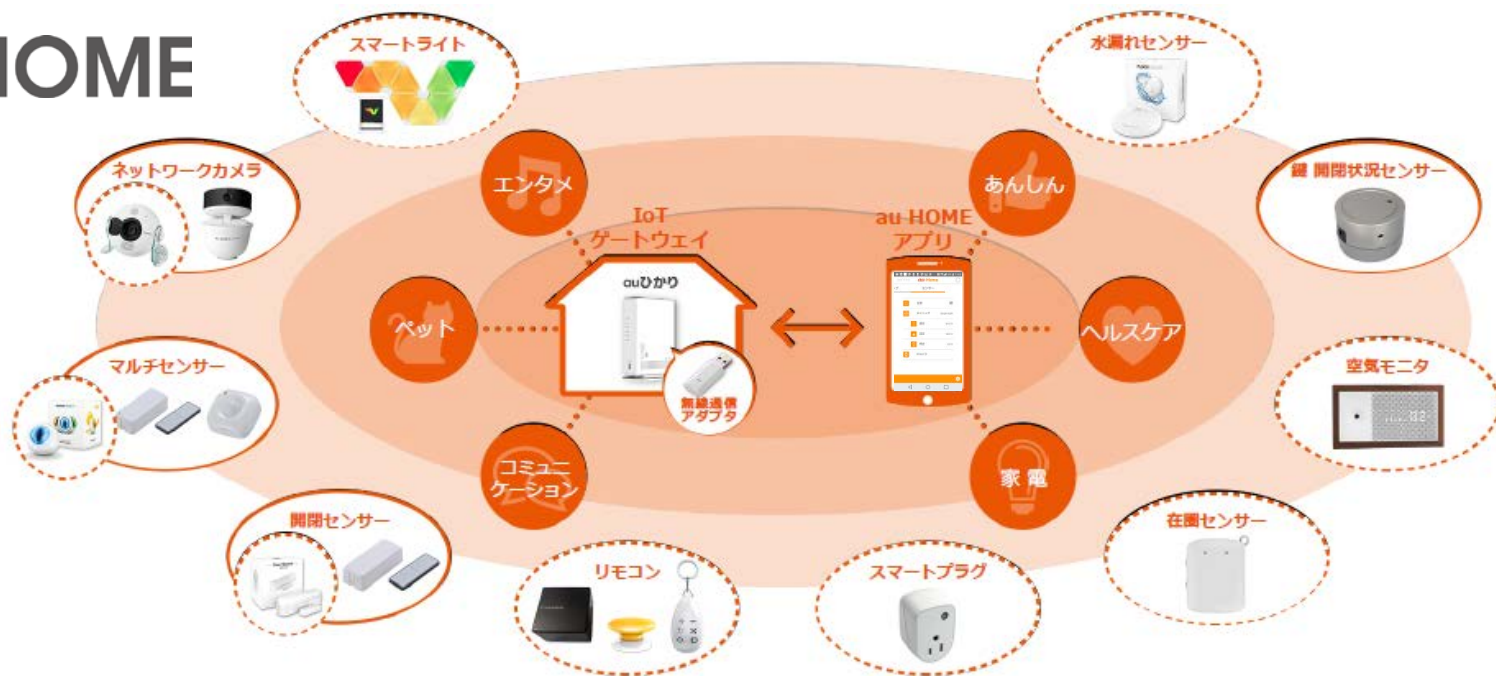 HOME
スマートライト
水漏れセンサー
ネットワークカメラ
鍵 開閉状況センサー
エンタメ
あんしん
IoT
ゲートウェイ
au HOME
アプリ
auひかり
ペット
ヘルスケア
無線通信
アダプタ
マルチセンサー
空気モニタ
コミュニ
ケーション
家電
開閉センサー
在圏センサー
リモコン
スマートプラグ